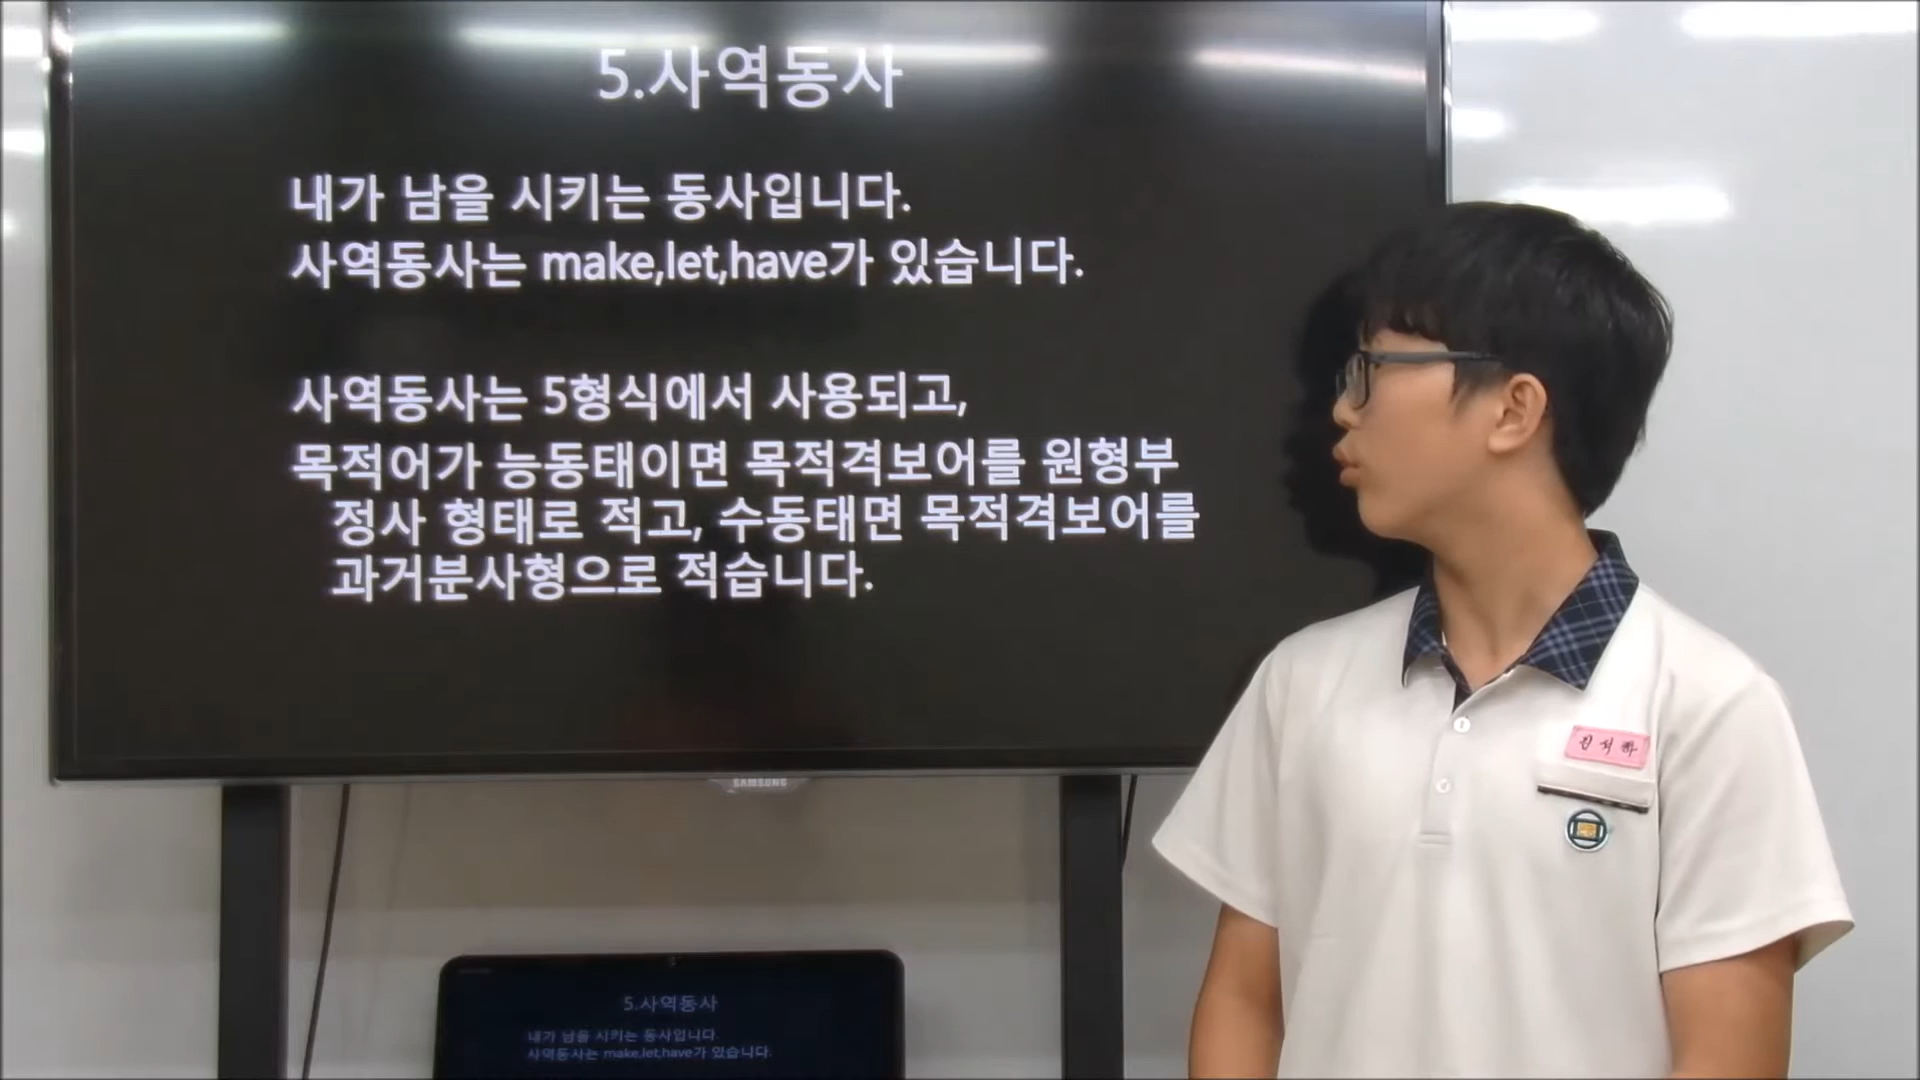 5.사역동사
내가 남을 시키는 동사입니다.
사역동사는 make,let,have가 있습니다.
사역동사는 5형식에서 사용되고,
목적어가 능동태이면 목적격보어를 원형부
정사 형태로 적고, 수동태면 목적격보어를
과거분사형으로 적습니다.
SAMSUNG
5.사역동사
내가 남을 시키는 동사입니다.
사역동사는 make,let,have가 있습니다.